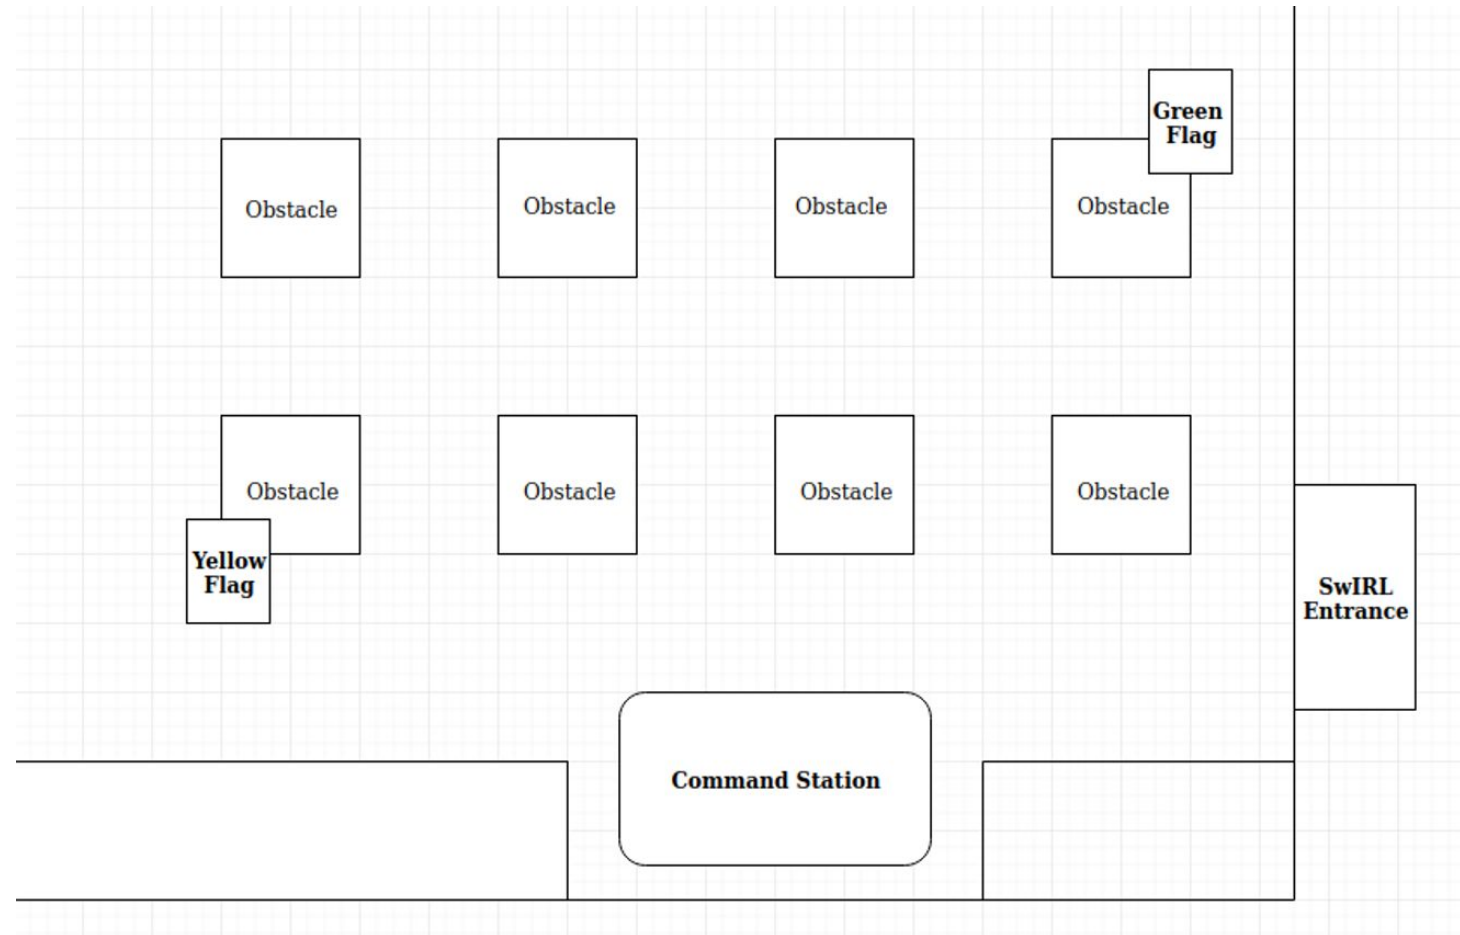 Green
Flag
Obstacle
Obstacle
Obstacle
Obstacle
Obstacle
Obstacle
Obstacle
Obstacle
Yellow
Flag
SwIRL
Entrance
Command Station